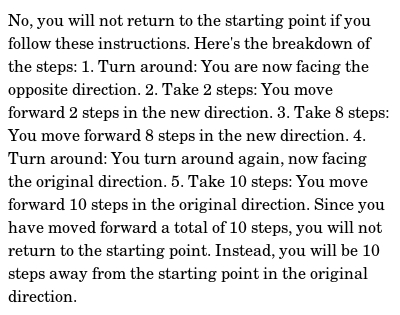 No, you will not return to the starting point if you
follow these instructions. Here's the breakdown of
the steps: 1. Turn around: You are now facing the
opposite direction. 2. Take 2 steps: You move
forward 2 steps in the new direction. 3. Take 8 steps:
You move forward 8 steps in the new direction. 4.
Turn around: You turn around again, now facing
the original direction. 5. Take 10 steps: You move
forward 10 steps in the original direction. Since you
have moved forward a total of 10 steps, you will not
return to the starting point. Instead, you will be 10
steps away from the starting point in the original
direction.